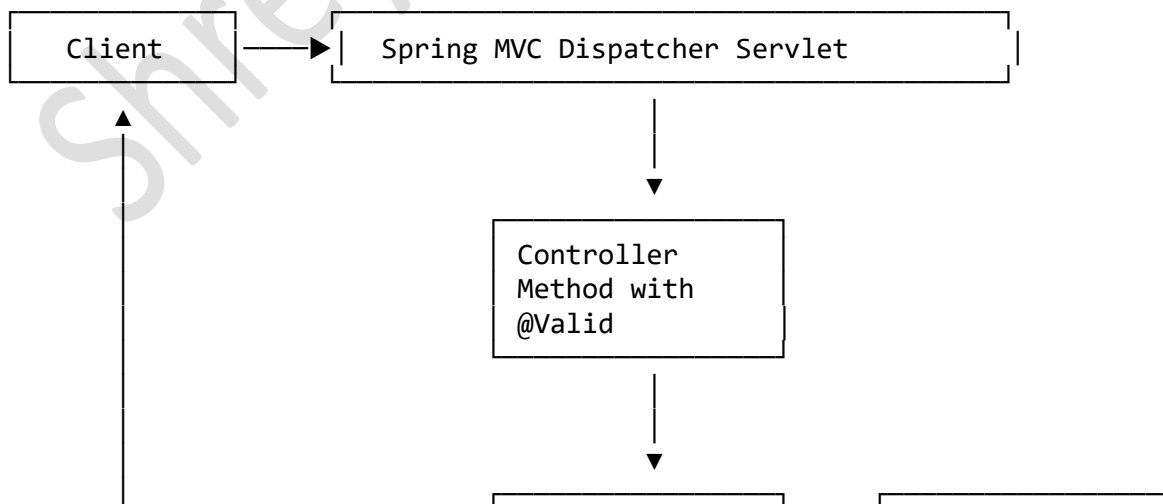 Client
Spring MVC Dispatcher Servlet
Controller
Method with
@Valid